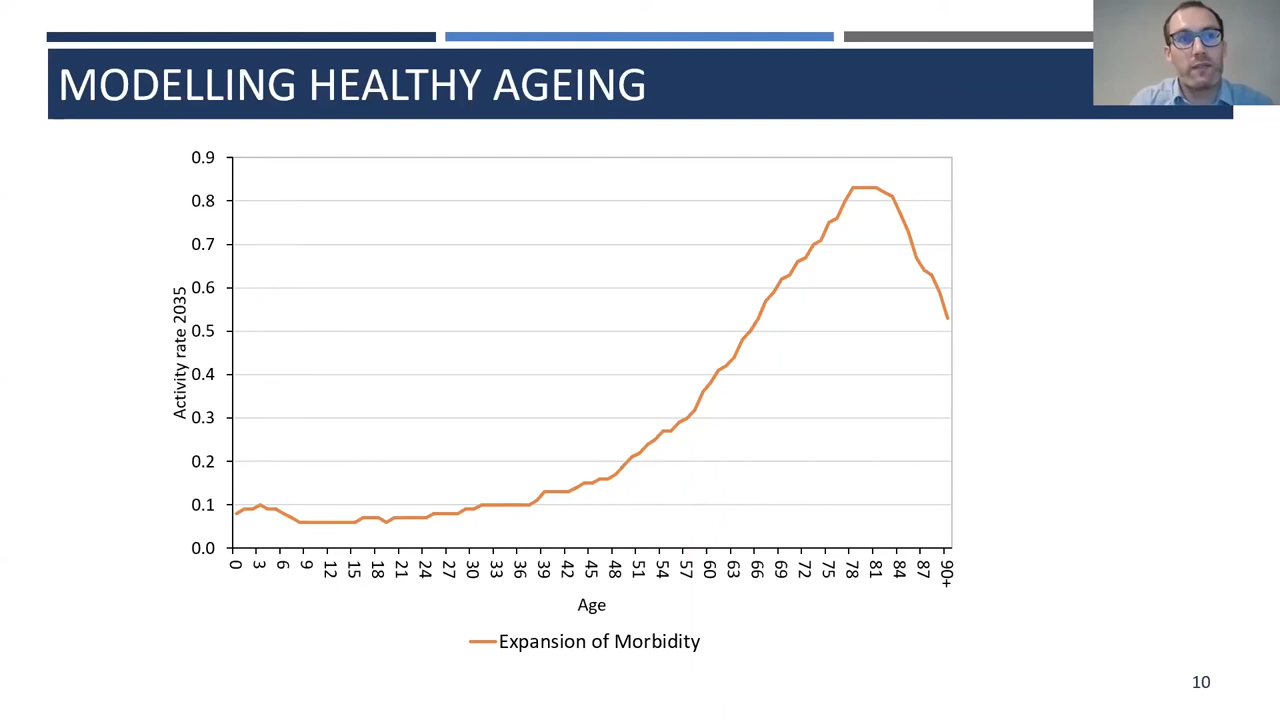 MODELLING HEALTHY AGEING
0.9
0.8
0.7
0.6
0.5
0.4
0.3
0.2
0.1
0.0
Activity rate 2035
0 3 6 9 12 15 18 21 24 27 30 33 36 39 42 45 48 51 54 57 60 63 66 69 72 75 78 81 84 87 90+
Age
Expansion of Morbidity
10